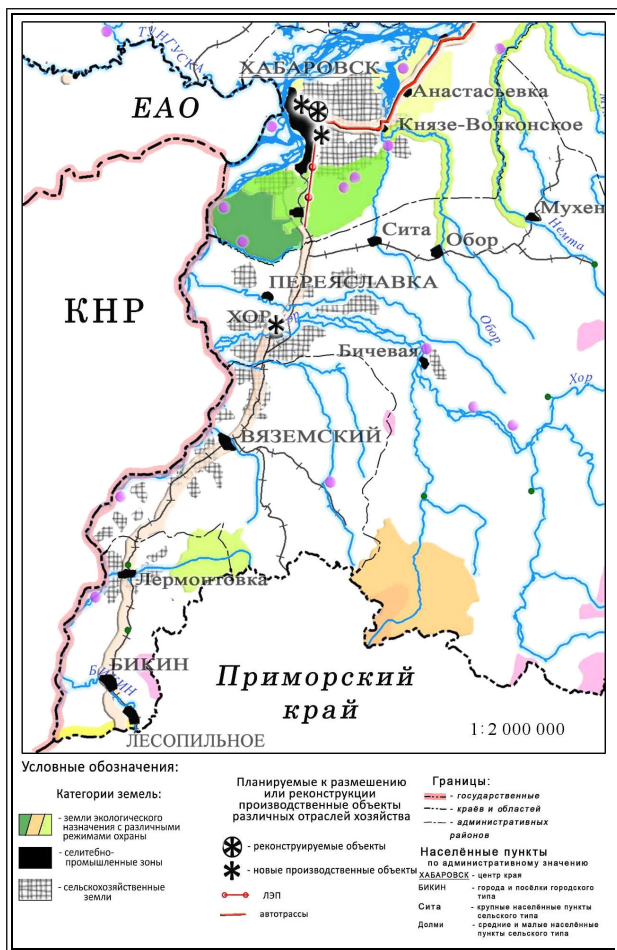 ТУНГУСКА
ХАБАРОВСК
Анастасьевка
ЕАО
Князе-Волконское
Мухен
Немта
Сита
Обор
ПЕРЕЯСЛАВКА
КНР
ХОР
Обор
Бичевая
Хор
ВЯЗЕМСКИЙ
Лермонтовка
БИКИН
БИКИН
Приморский
край
1:2 000 000
ЛЕСОПИЛЬНОЕ
Условные обозначения:
Категории земель:
- земли экологического
назначения с различными
режимами охраны
- селитебно-
промышленные зоны
- сельскохозяйственные
земли
Планируемые к размешению
или реконструкции
производственные объекты
различных отраслей хозяйства
- реконструируемые объекты
- новые производственные объекты
ЛЭП
автотрассы
Границы:
- государственные
- краёв и областей
- административных
районов
Населённые пункты
по административному значению
ХАБАРОВСК - центр края
БИКИН - города и посёлки городского
типа
Сита - крупные населённые пункты
сельского типа
Долми - средние и малые населённые
пункты сельского типа